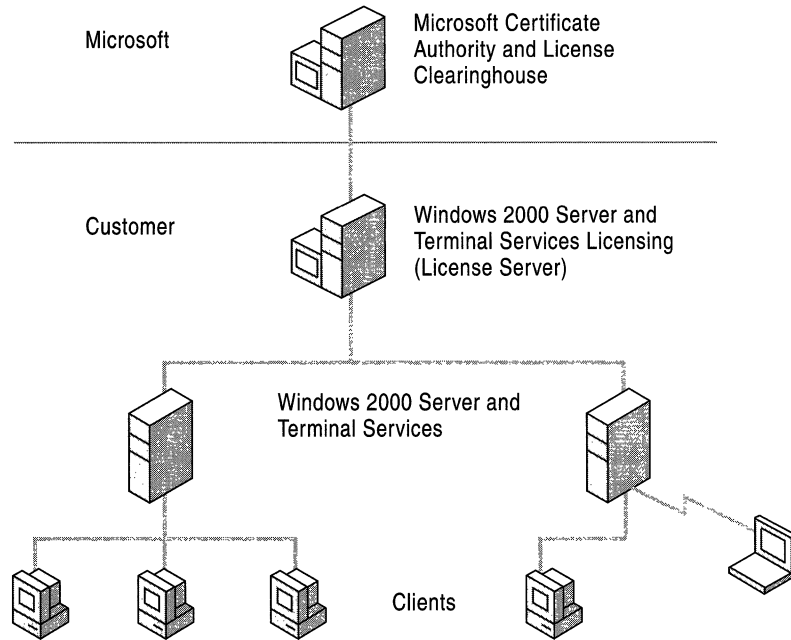 Microsoft
Microsoft Certificate
Authority and License
Clearinghouse
Customer
Windows 2000 Server and
Terminal Services Licensing
(License Server)
Windows 2000 Server and
Terminal Services
Clients